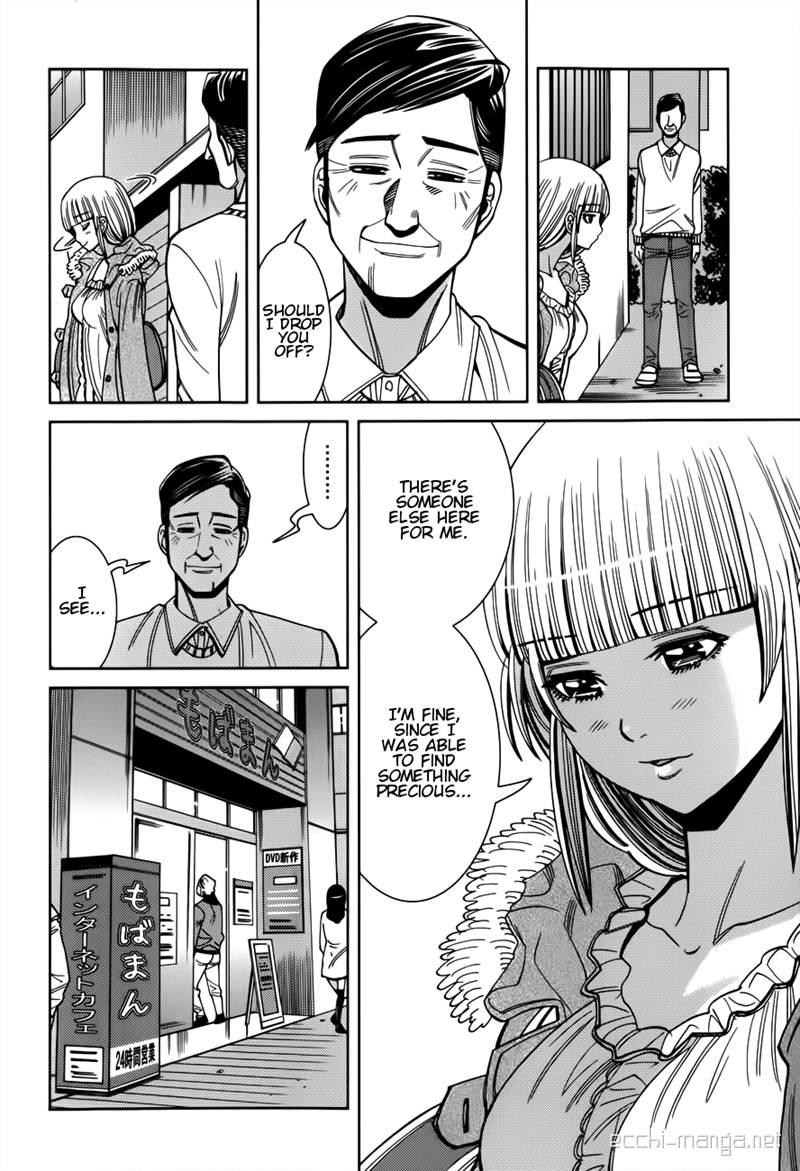 SHOULD
I DROP
YOU
OFF?
THERE'S
SOMEONE
ELSE HERE
FOR ME.
I'M FINE,
SINCE I
WAS ABLE
TO FIND
SOMETHING
PRECIOUS...
........
I
SEE...
もばまん
DVD新作
もばまん
インターネットカフェ
24時間営業
ecchi-manga.net